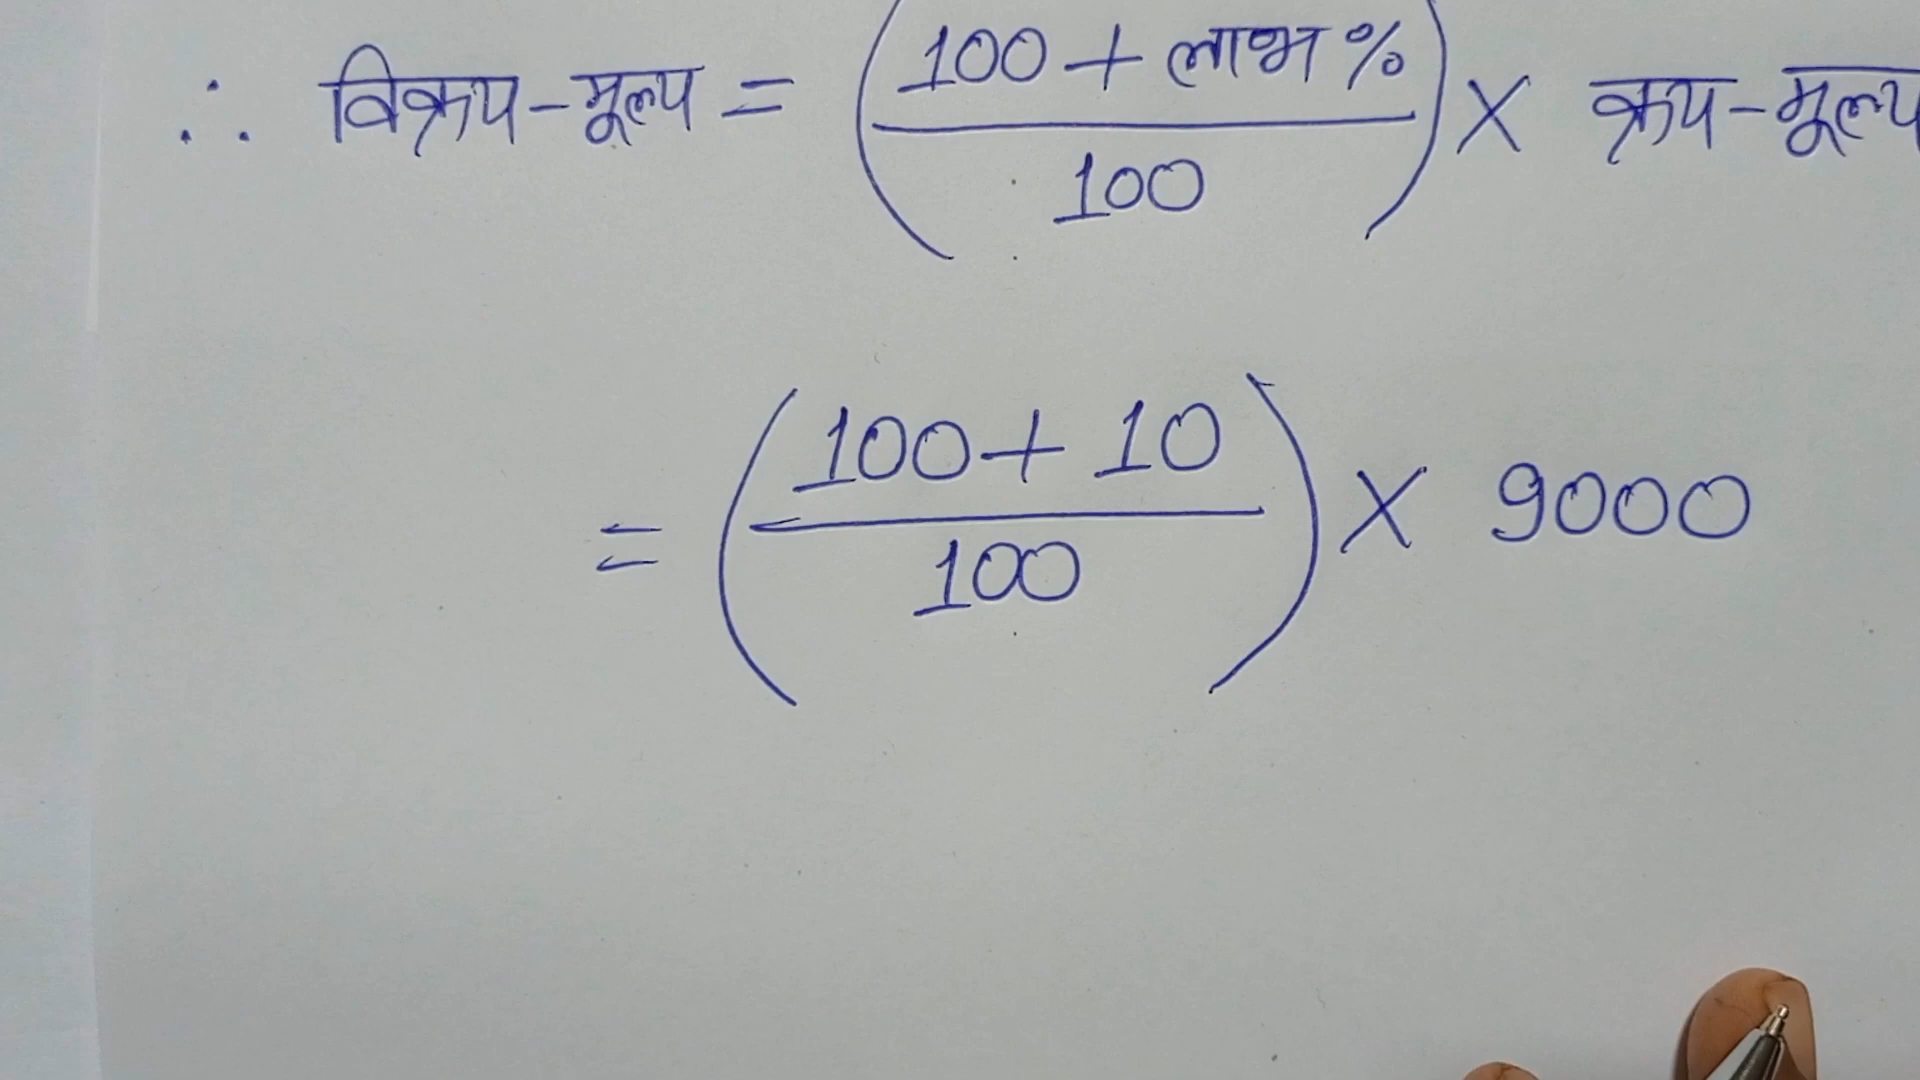 ∴ विक्रय-मूल्य = (100 + लाभ% / 100) × क्रय-मूल्य
= (100 + 10 / 100) × 9000